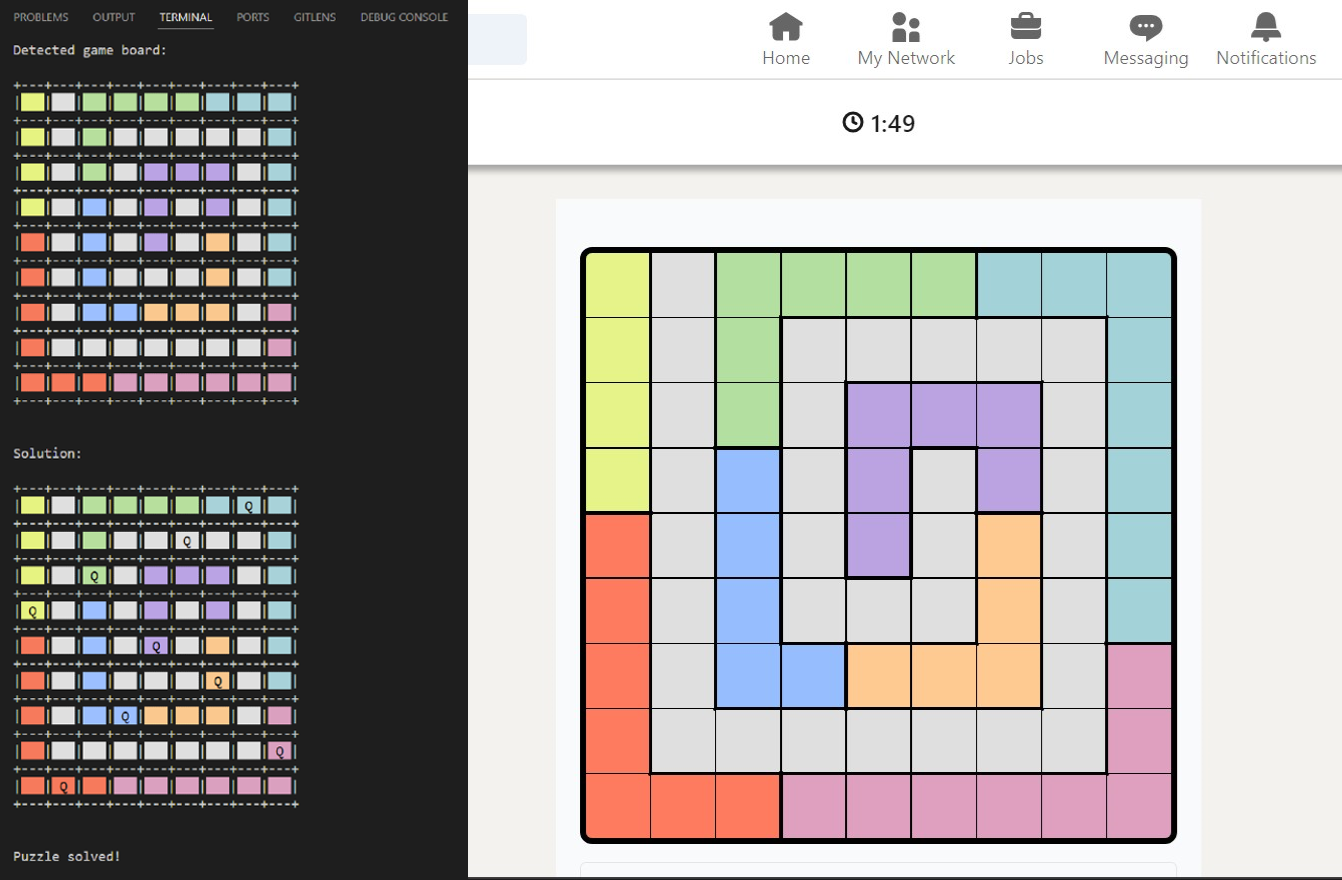 PROBLEMS OUTPUT TERMINAL PORTS GITLENS DEBUG CONSOLE
Detected game board:
Solution:
Q
Q
Q
Q
Q
Q
Q
Q
Q
Puzzle solved!
Home My Network Jobs Messaging Notifications
1:49